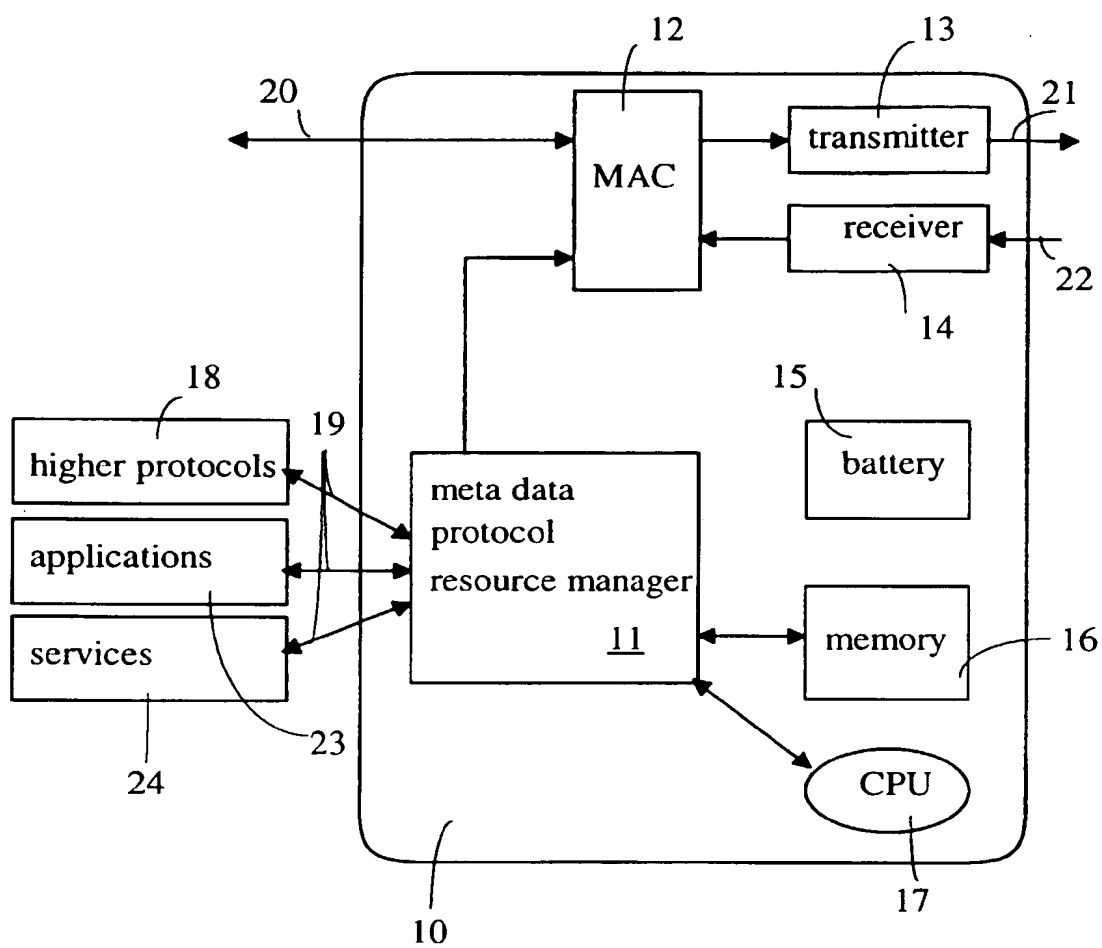 12
13
20
21
transmitter
MAC
receiver
22
14
18
15
19
higher protocols
battery
meta data
protocol
applications
resource manager
11
services
memory
16
23
24
CPU
17
10